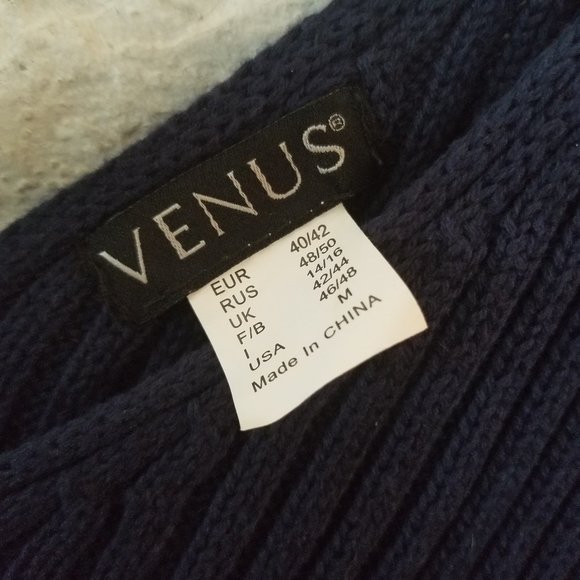 VENUS®
EUR 40/42
RUS 48/50
UK 14/16
F/B 42/44
I 46/48
USA M
Made In CHINA